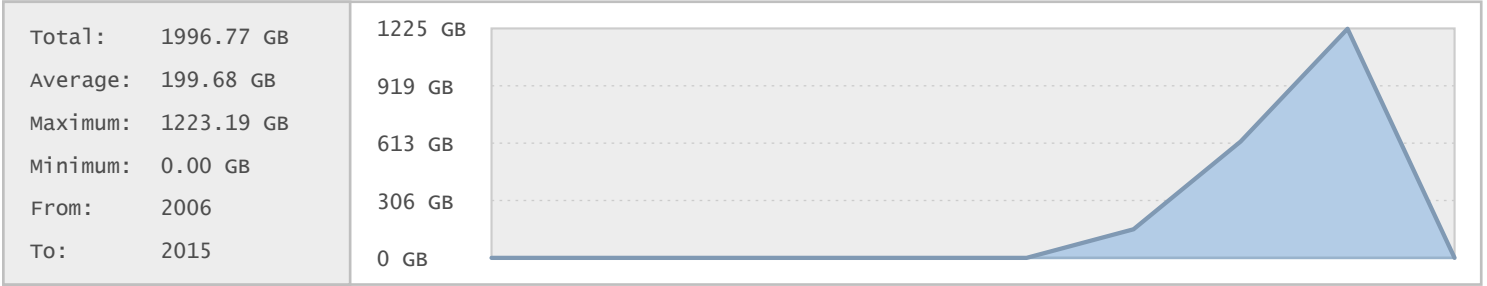 Total: 1996.77 GB
Average: 199.68 GB
Maximum: 1223.19 GB
Minimum: 0.00 GB
From: 2006
To: 2015
1225 GB
919 GB
613 GB
306 GB
0 GB